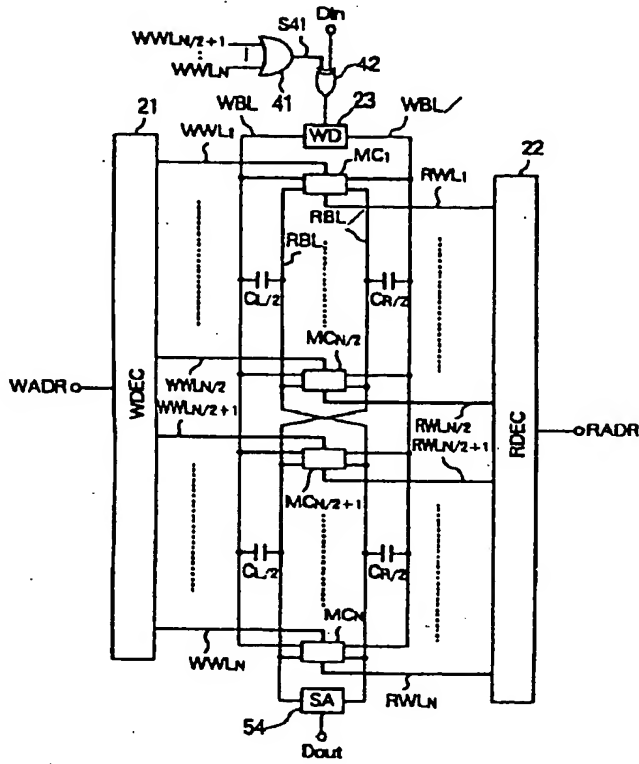 Din
S41
WWLN/2+1
WWLN
41
42
23
21
WBL
WD
WBL/
WWL1
MC1
22
RWL1
RBL/
RBL
CL/2
CR/2
MCN/2
WADR
WDEC
WWLN/2
WWLN/2+1
RWLN/2
RWLN/2+1
RDEC
RADR
MCN/2+1
CL/2
CR/2
MCN
WWLN
RWLN
SA
54
Dout